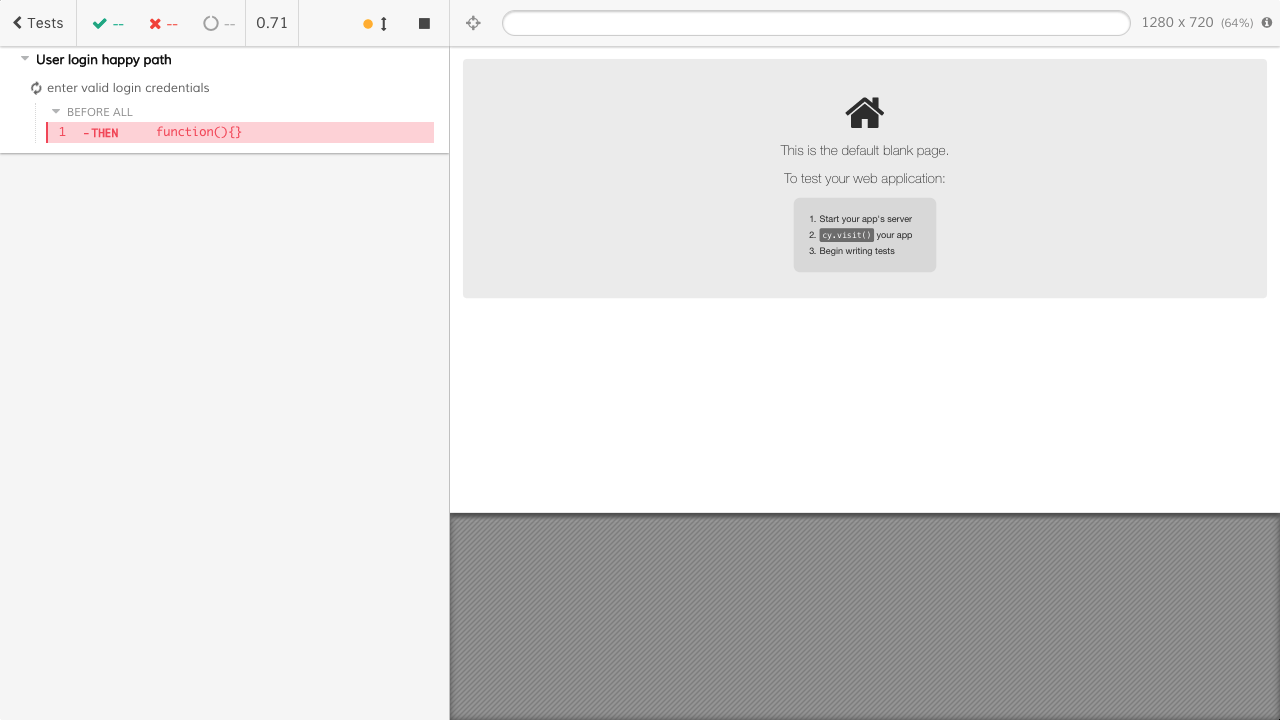 Tests -- -- -- 0.71
1280 x 720 (64%)
User login happy path
enter valid login credentials
BEFORE ALL
1 -THEN function(){}
This is the default blank page.
To test your web application:
1. Start your app's server
2. cy.visit() your app
3. Begin writing tests